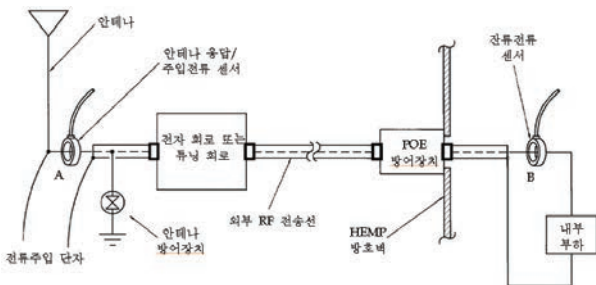 안테나
안테나 응답/
주입전류 센서
잔류전류
센서
전자 회로 또는
튜닝 회로
POE
방어장치
A
B
외부 RF 전송선
HEMP
방호벽
내부
부하
안테나
방어장치
전류주입 단자